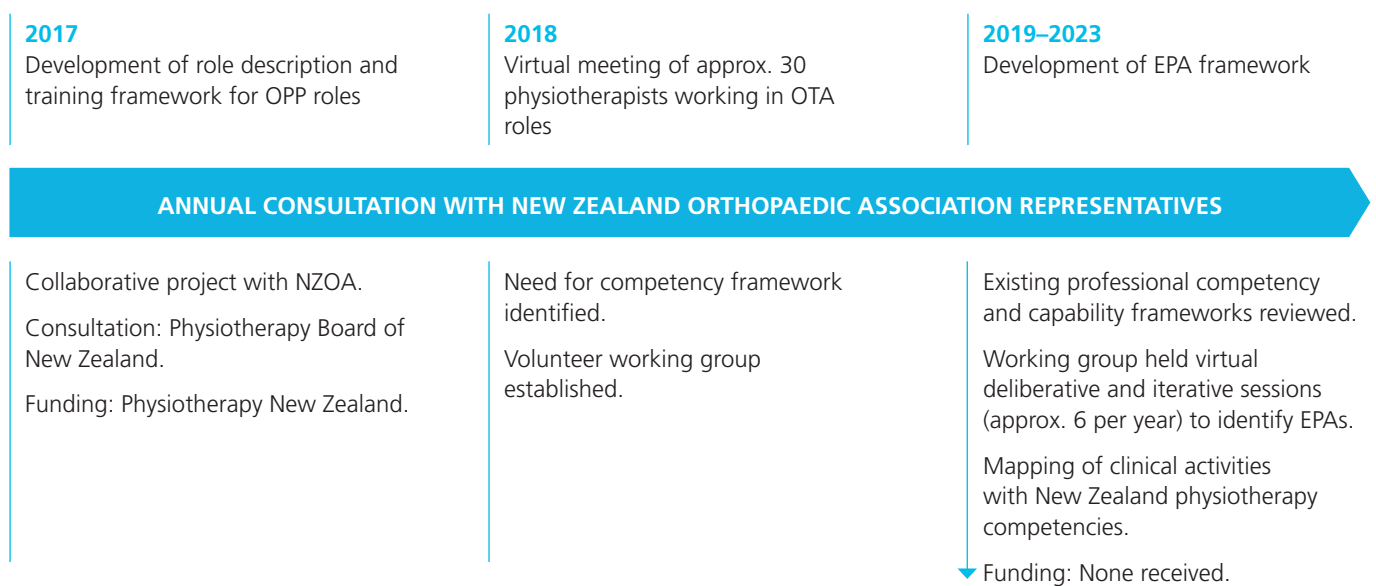 2017
Development of role description and
training framework for OPP roles
2018
Virtual meeting of approx. 30
physiotherapists working in OTA
roles
2019–2023
Development of EPA framework
ANNUAL CONSULTATION WITH NEW ZEALAND ORTHOPAEDIC ASSOCIATION REPRESENTATIVES
Collaborative project with NZOA.
Consultation: Physiotherapy Board of
New Zealand.
Funding: Physiotherapy New Zealand.
Need for competency framework
identified.
Volunteer working group
established.
Existing professional competency
and capability frameworks reviewed.
Working group held virtual
deliberative and iterative sessions
(approx. 6 per year) to identify EPAs.
Mapping of clinical activities
with New Zealand physiotherapy
competencies.
Funding: None received.